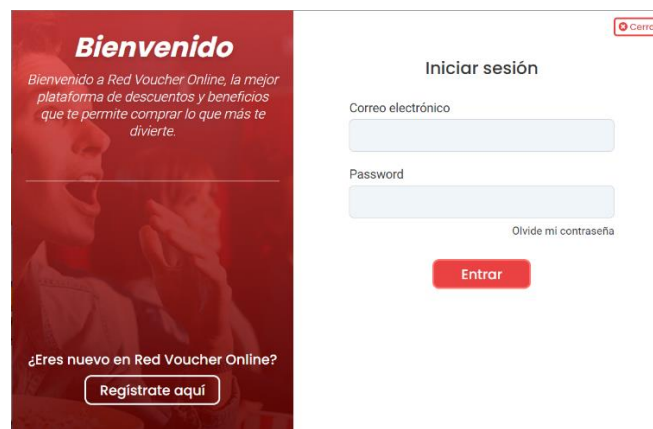 Bienvenido
Bienvenido a Red Voucher Online, la mejor
plataforma de descuentos y beneficios
que te permite comprar lo que más te
divierte.
¿Eres nuevo en Red Voucher Online?
Regístrate aquí
Cerra
Iniciar sesión
Correo electrónico
Password
Olvide mi contraseña
Entrar